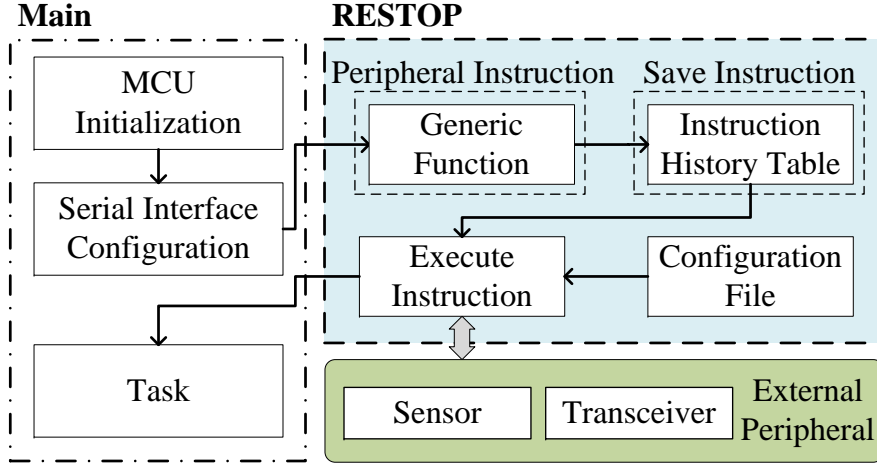 Main
MCU
Initialization
Serial Interface
Configuration
Task
RESTOP
Peripheral Instruction
Generic
Function
Save Instruction
Instruction
History Table
Execute
Instruction
Configuration
File
Sensor
Transceiver
External
Peripheral